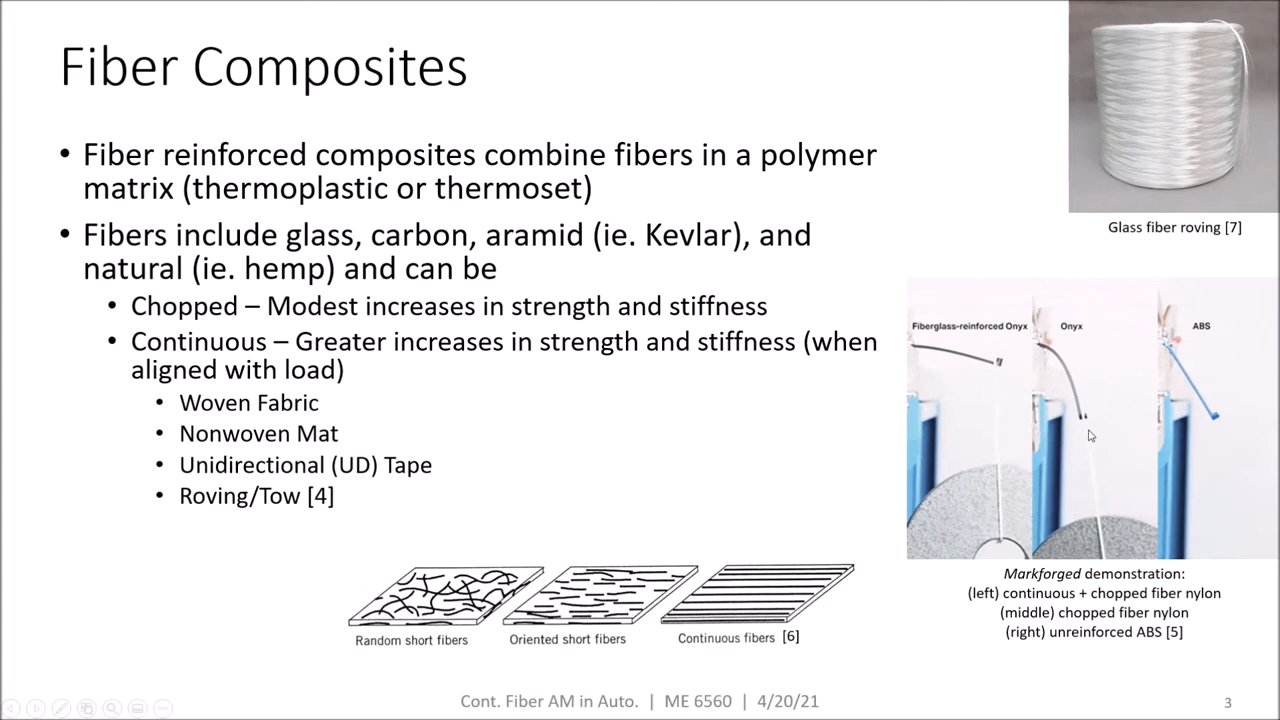 Fiber Composites
• Fiber reinforced composites combine fibers in a polymer
matrix (thermoplastic or thermoset)
• Fibers include glass, carbon, aramid (ie. Kevlar), and
natural (ie. hemp) and can be
• Chopped – Modest increases in strength and stiffness
• Continuous – Greater increases in strength and stiffness (when
aligned with load)
• Woven Fabric
• Nonwoven Mat
• Unidirectional (UD) Tape
• Roving/Tow [4]
Glass fiber roving [7]
Fiberglass-reinforced Onyx
Onyx
ABS
Markforged demonstration:
(left) continuous + chopped fiber nylon
(middle) chopped fiber nylon
(right) unreinforced ABS [5]
Random short fibers
Oriented short fibers
Continuous fibers [6]
Cont. Fiber AM in Auto. | ME 6560 | 4/20/21
3